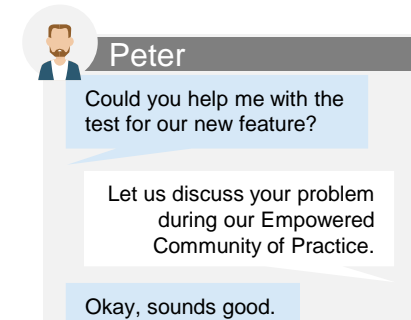 Peter
Could you help me with the
test for our new feature?
Let us discuss your problem
during our Empowered
Community of Practice.
Okay, sounds good.